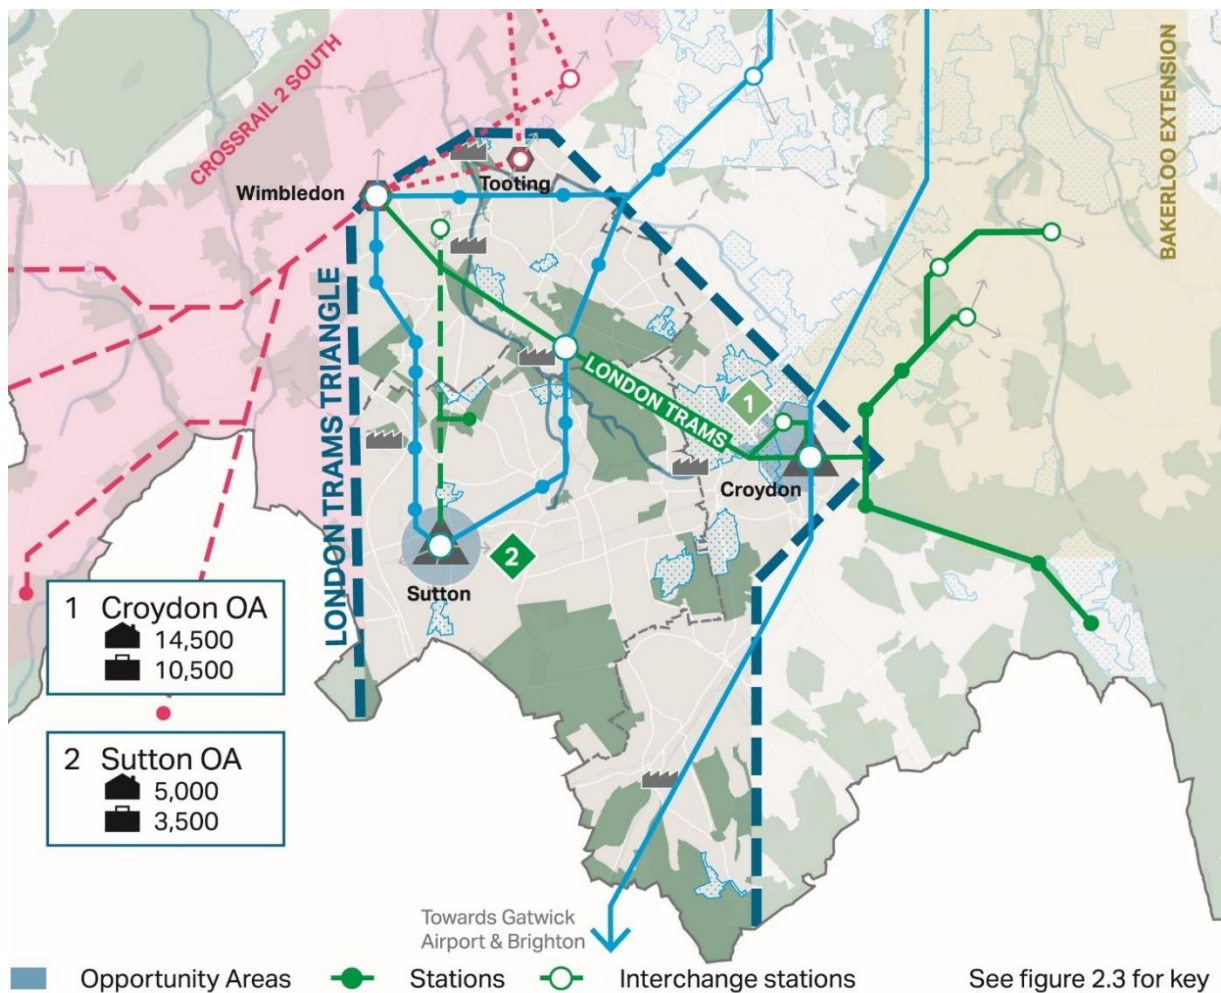 CROSSRAIL 2 SOUTH
BAKERLOO EXTENSION
Wimbledon
Tooting
LONDON TRAMS TRIANGLE
LONDON TRAMS
1
Croydon
2
Sutton
1 Croydon OA
14,500
10,500
2 Sutton OA
5,000
3,500
Towards Gatwick
Airport & Brighton
Opportunity Areas
Stations
Interchange stations
See figure 2.3 for key